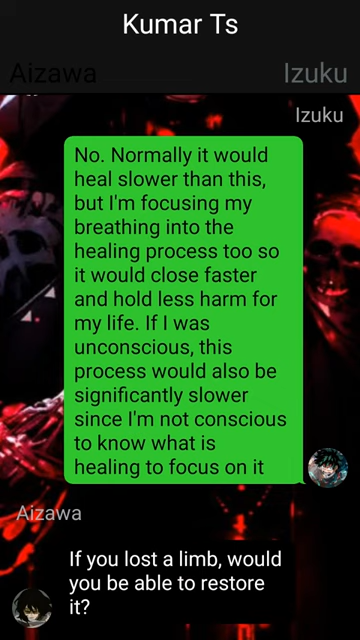 Kumar Ts
Aizawa
Izuku
Izuku
No. Normally it would
heal slower than this,
but I'm focusing my
breathing into the
healing process too so
it would close faster
and hold less harm for
my life. If I was
unconscious, this
process would also be
significantly slower
since I'm not conscious
to know what is
healing to focus on it
Aizawa
If you lost a limb, would
you be able to restore
it?